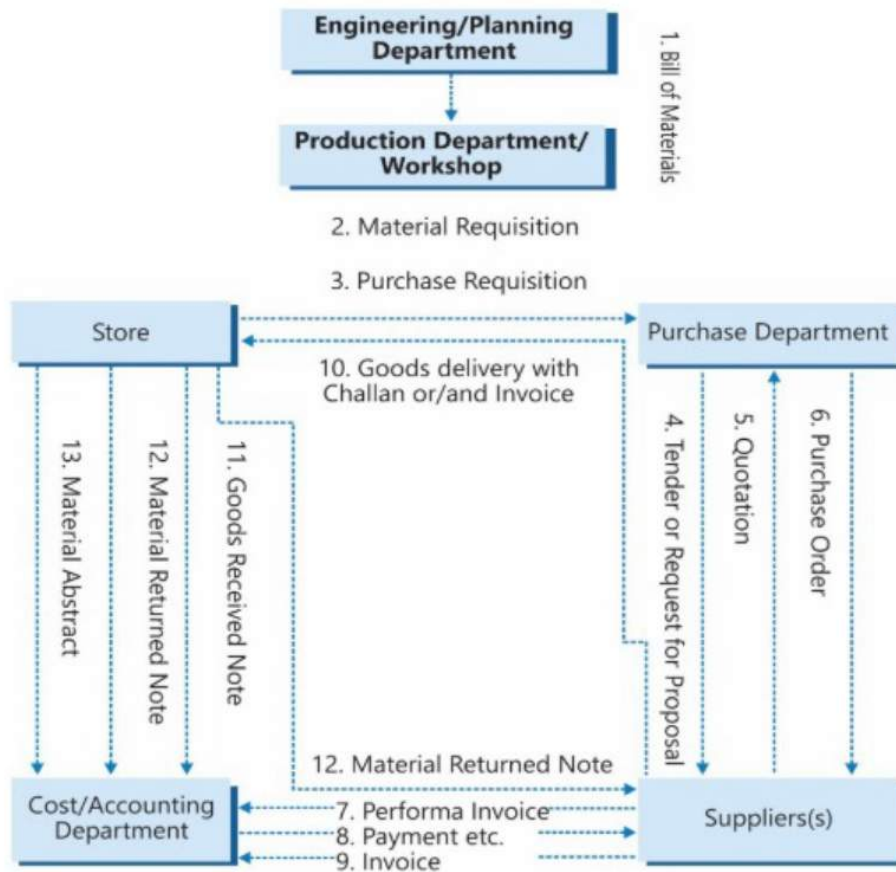 Engineering/Planning
Department
1. Bill of Materials
Production Department/
Workshop
2. Material Requisition
3. Purchase Requisition
Store
Purchase Department
10. Goods delivery with
Challan or/and Invoice
13. Material Abstract
12. Material Returned Note
11. Goods Received Note
4. Tender or Request for Proposal
5. Quotation
6. Purchase Order
12. Material Returned Note
Cost/Accounting
Department
7. Performa Invoice
8. Payment etc.
9. Invoice
Suppliers(s)